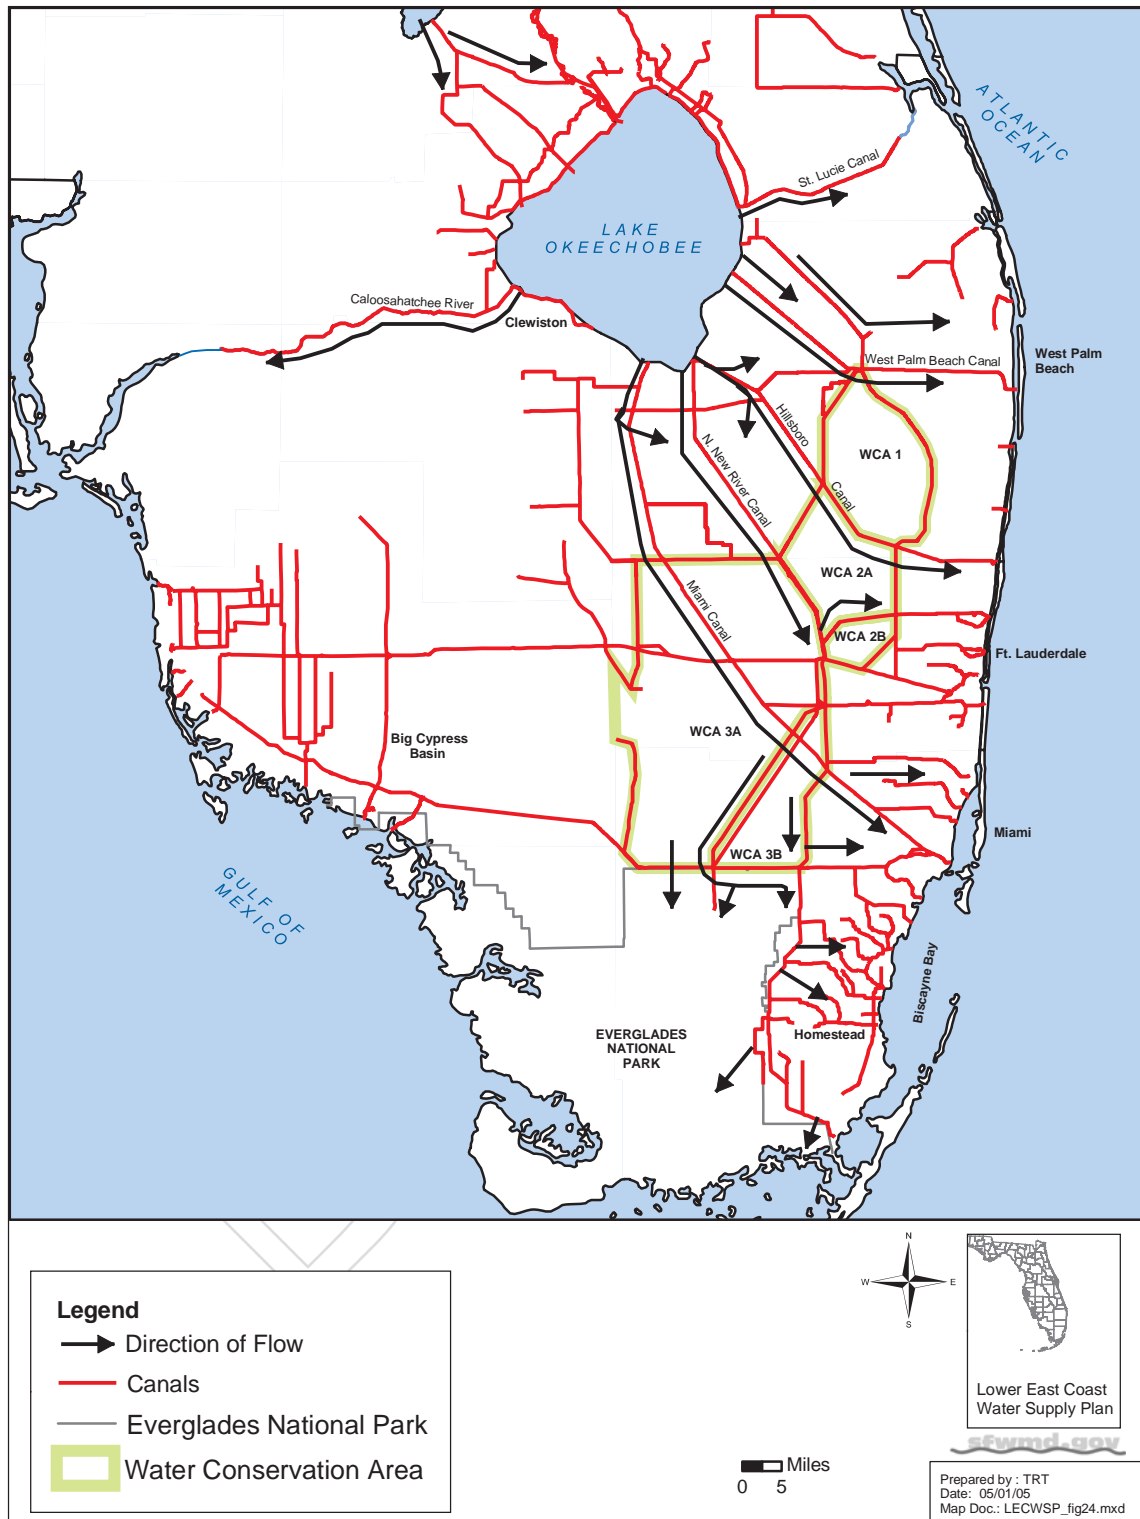 ATLANTIC
OCEAN
St. Lucie Canal
LAKE
OKEECHOBEE
Caloosahatchee River
Clewiston
West Palm
Beach
West Palm Beach Canal
Hillsboro
Canal
WCA 1
N. New River Canal
WCA 2A
Miami Canal
WCA 2B
Ft. Lauderdale
WCA 3A
Big Cypress
Basin
Miami
WCA 3B
GULF OF
MEXICO
Biscayne Bay
EVERGLADES
NATIONAL
PARK
Homestead
N
W
E
S
Legend
Direction of Flow
Canals
Everglades National Park
Water Conservation Area
Miles
0 5
Lower East Coast
Water Supply Plan
sfwmd.gov
Prepared by : TRT
Date: 05/01/05
Map Doc.: LECWSP_fig24.mxd